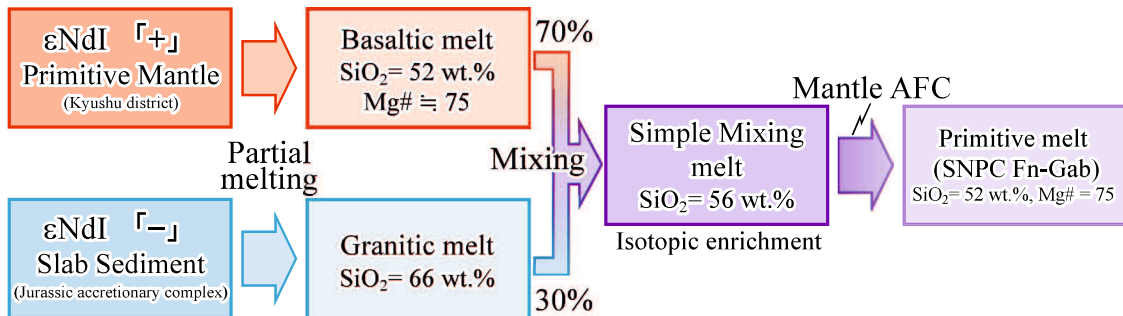 εNdI 「+」
Primitive Mantle
(Kyushu district)
Basaltic melt
SiO₂= 52 wt.%
Mg# ≒ 75
70%
Partial
melting
εNdI 「−」
Slab Sediment
(Jurassic accretionary complex)
Granitic melt
SiO₂= 66 wt.%
30%
Mixing
Simple Mixing
melt
SiO₂= 56 wt.%
Isotopic enrichment
Mantle AFC
Primitive melt
(SNPC Fn-Gab)
SiO₂= 52 wt.%, Mg# = 75